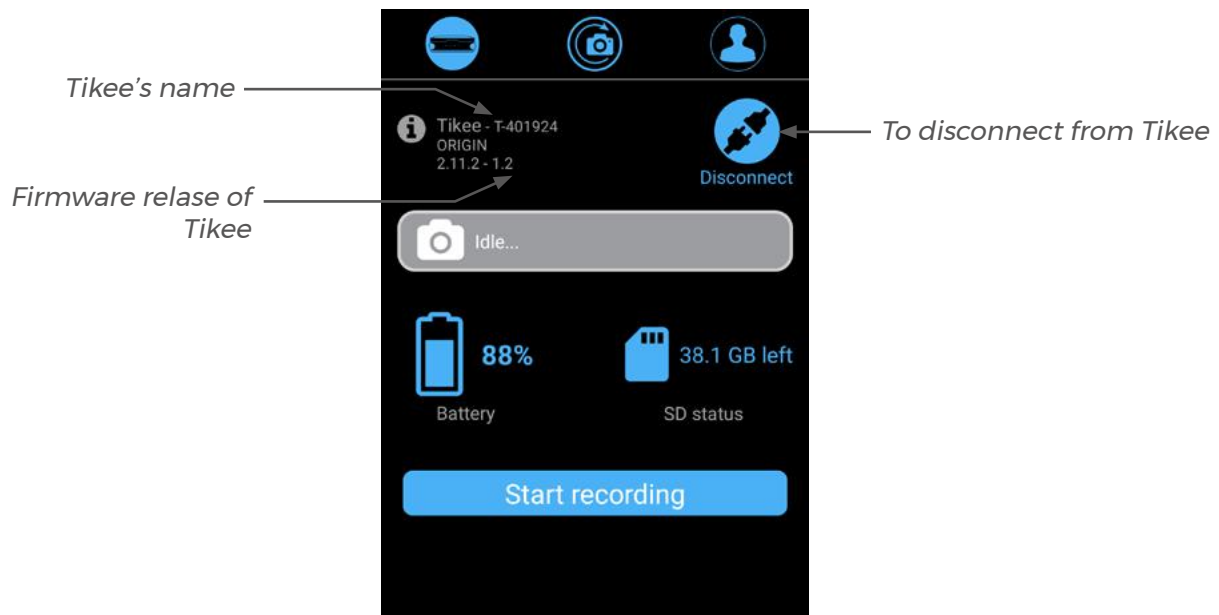 Tikee's name
Tikee - T-401924
ORIGIN
2.11.2 - 1.2
Disconnect
To disconnect from Tikee
Firmware relase of
Tikee
Idle...
88%
38.1 GB left
Battery
SD status
Start recording